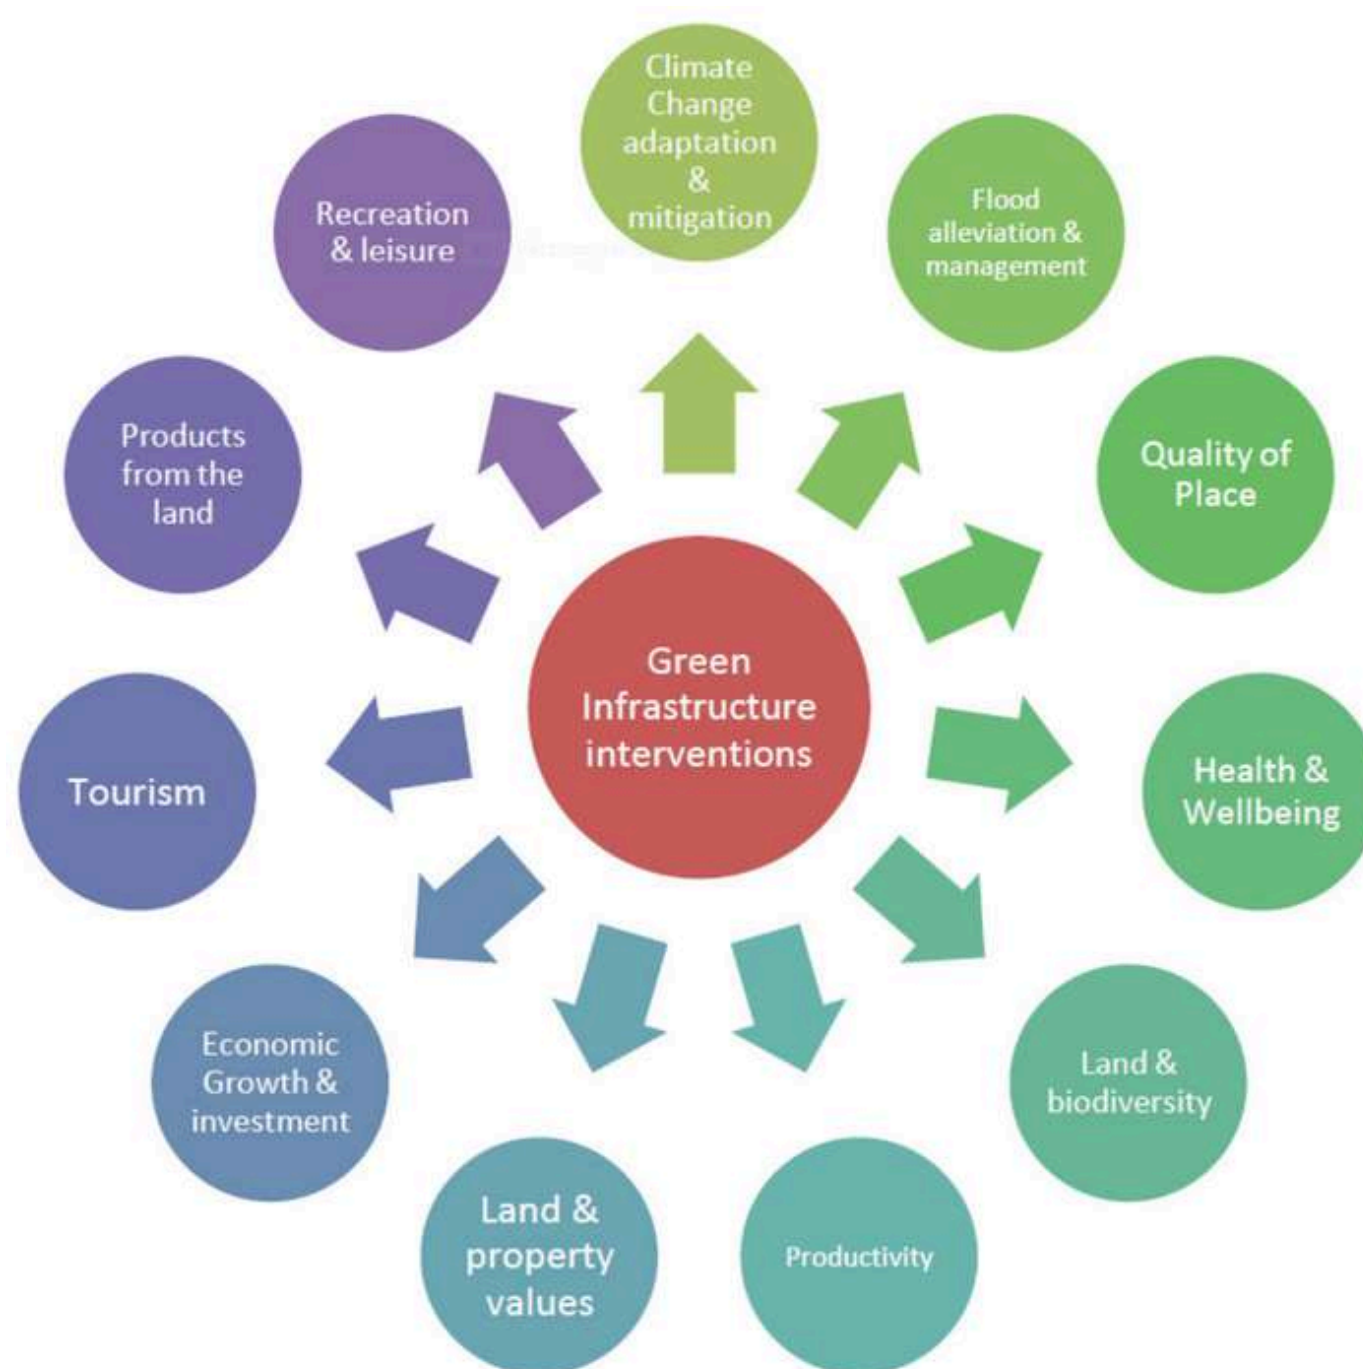 Climate
Change
adaptation
&
mitigation
Flood
alleviation &
management
Quality of
Place
Health &
Wellbeing
Land &
biodiversity
Productivity
Land &
property
values
Economic
Growth &
investment
Tourism
Products
from the
land
Recreation
& leisure
Green
Infrastructure
interventions